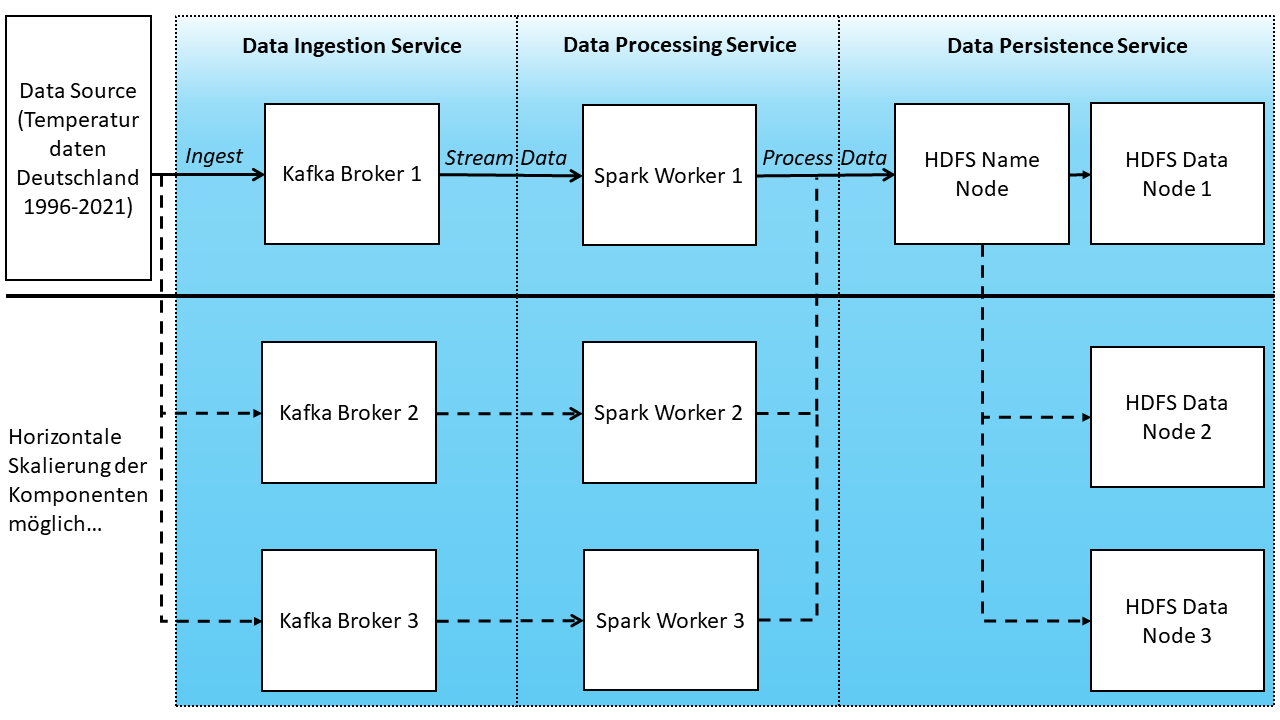 Data Source
(Temperatur
daten
Deutschland
1996-2021)
Data Ingestion Service
Data Processing Service
Data Persistence Service
Ingest
Kafka Broker 1
Stream Data
Spark Worker 1
Process Data
HDFS Name
Node
HDFS Data
Node 1
Horizontale
Skalierung der
Komponenten
möglich...
Kafka Broker 2
Spark Worker 2
HDFS Data
Node 2
Kafka Broker 3
Spark Worker 3
HDFS Data
Node 3